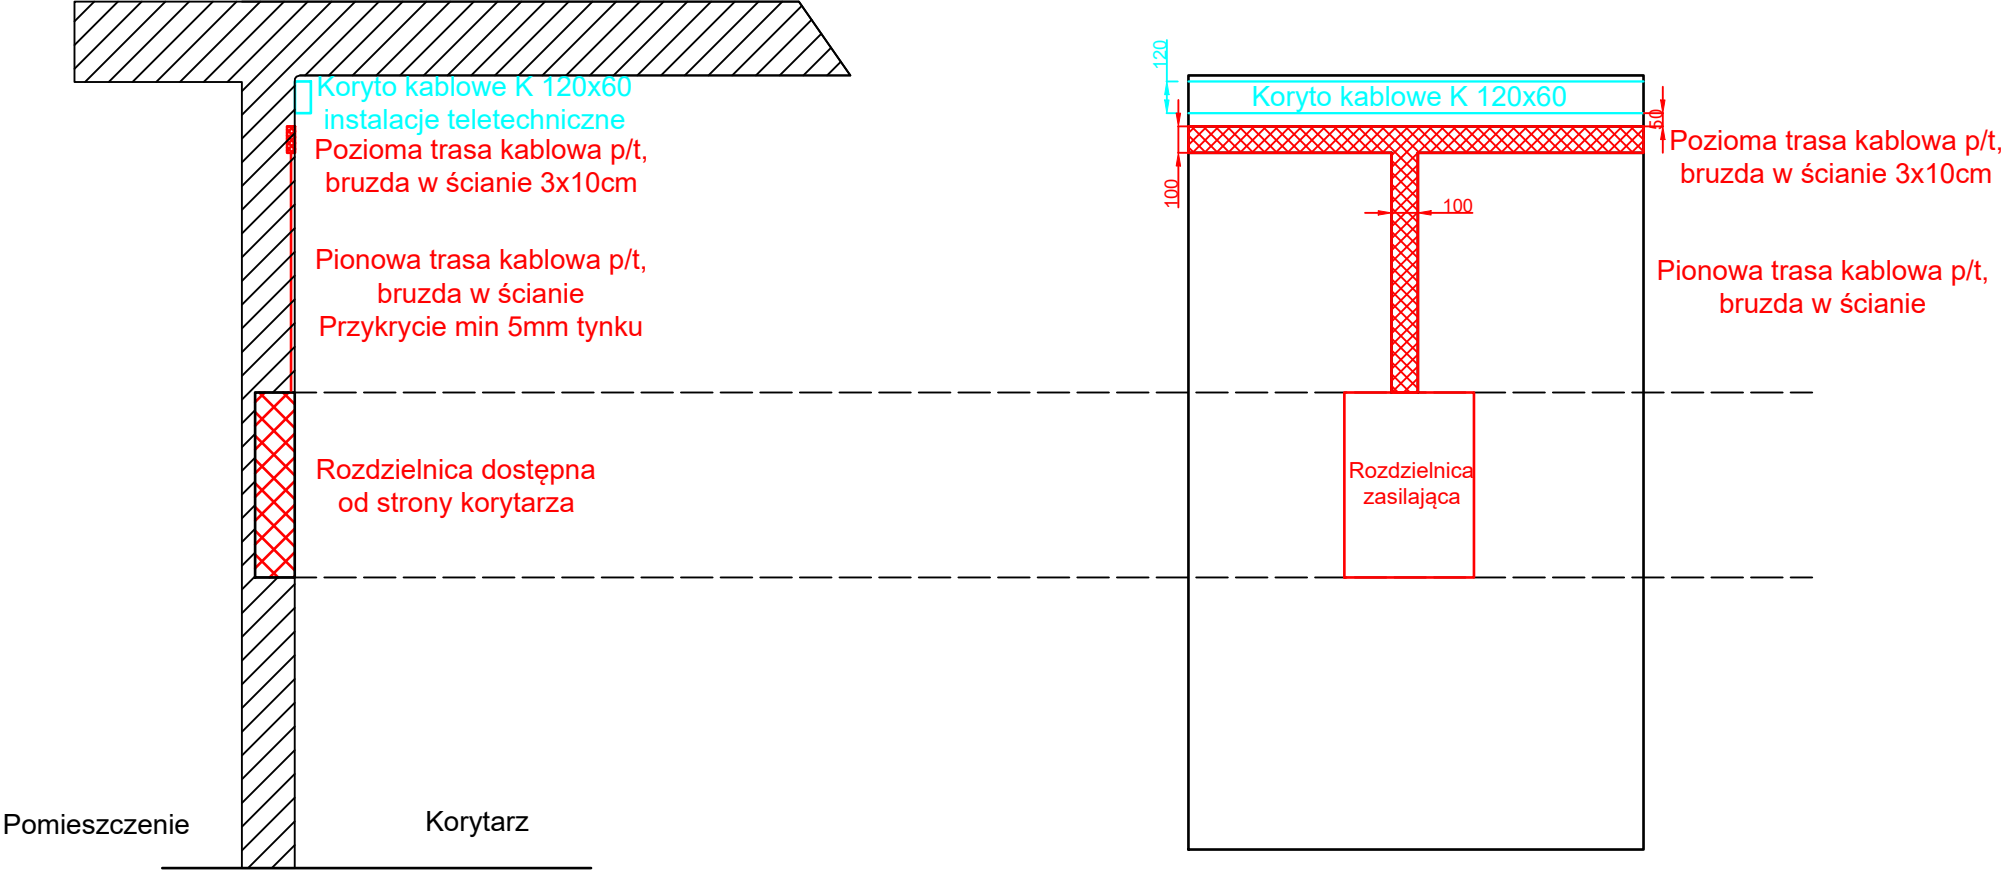 Koryto kablowe K 120x60
instalacje teletechniczne
Pozioma trasa kablowa p/t,
bruzda w ścianie 3x10cm
Pionowa trasa kablowa p/t,
bruzda w ścianie
Przykrycie min 5mm tynku
Rozdzielnica dostępna
od strony korytarza
Pomieszczenie
Korytarz
120
Koryto kablowe K 120x60
50
100
100
Pozioma trasa kablowa p/t,
bruzda w ścianie 3x10cm
Pionowa trasa kablowa p/t,
bruzda w ścianie
Rozdzielnica
zasilająca